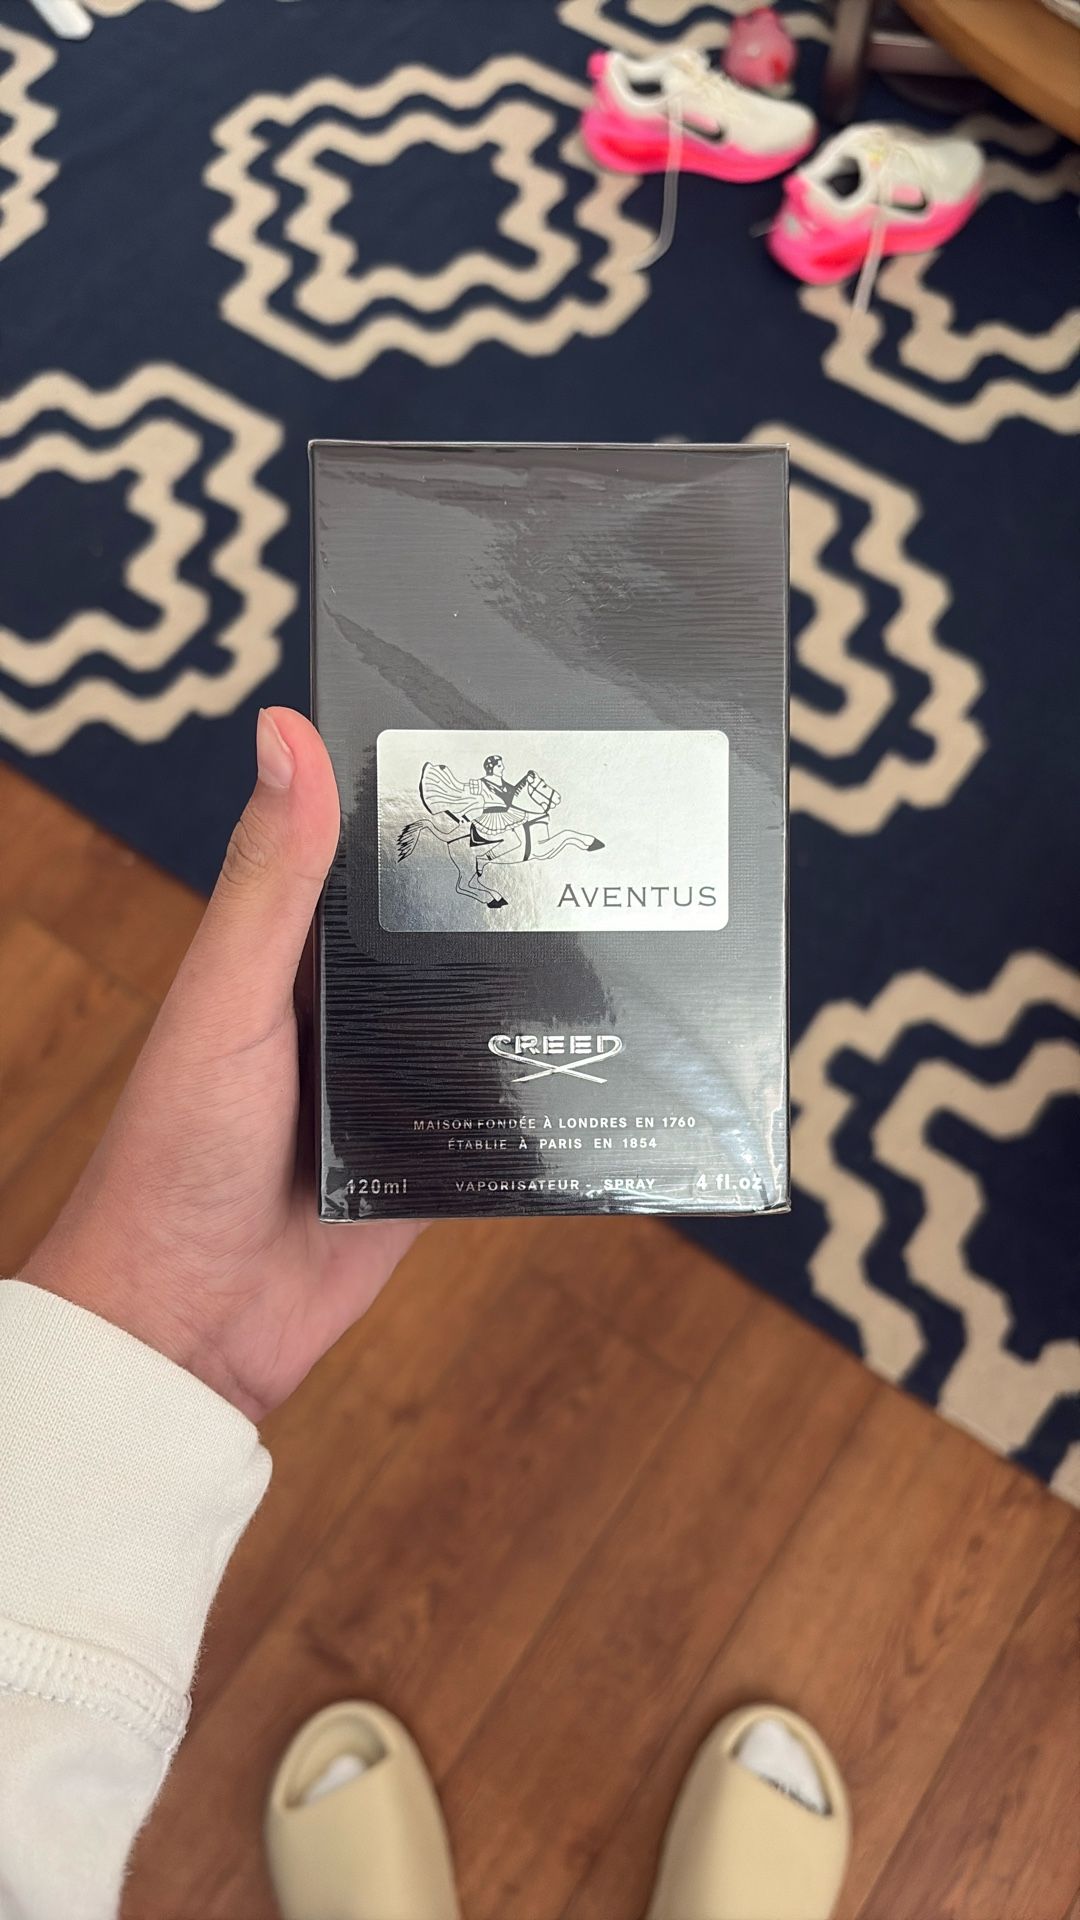 AVENTUS
CREED
MAISON FONDÉE À LONDRES EN 1760
ÉTABLIE À PARIS EN 1854
120ml VAPORISATEUR - SPRAY 4 fl.oz